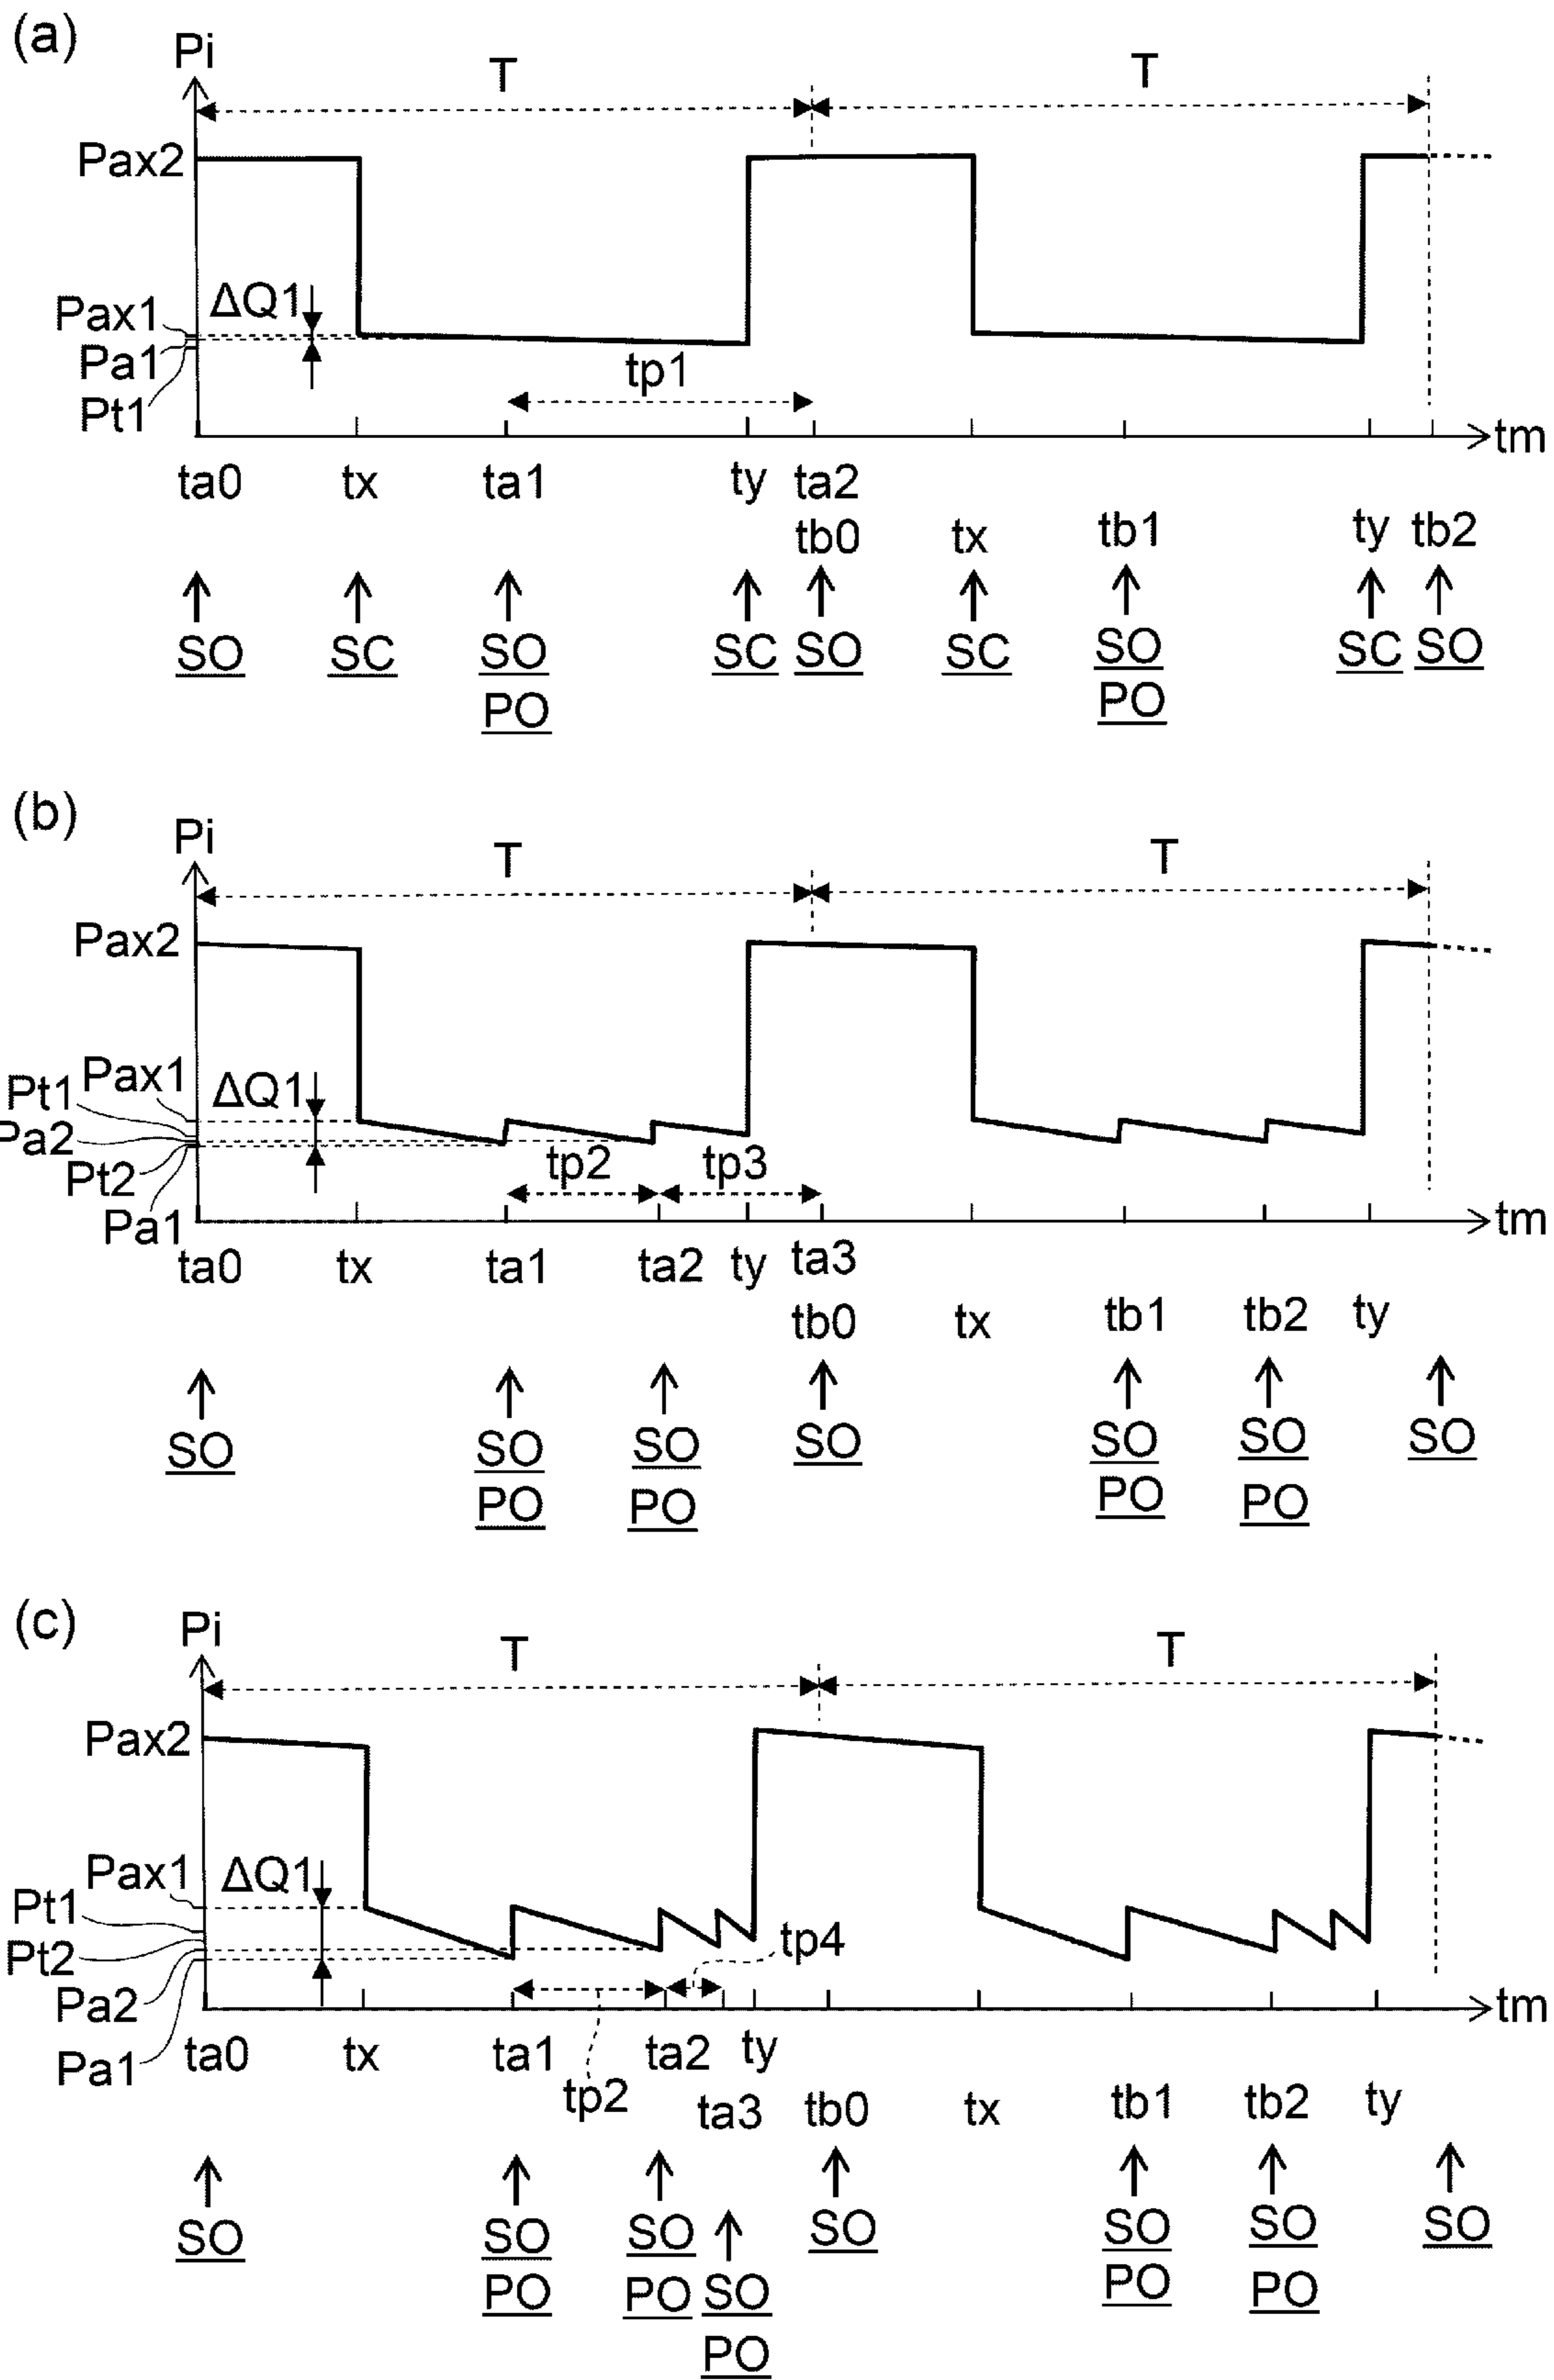 (a)
Pi
T T
Pax2
ΔQ1
Pax1
Pa1
Pt1
tp1
tm
ta0 tx ta1 ty ta2
tb0 tx tb1 ty tb2
SO SC SO SC SO SC SO SC SO
PO PO
(b)
Pi
T T
Pax2
Pt1 Pax1 ΔQ1
Pa2
Pt2 tp2 tp3
Pa1
tm
ta0 tx ta1 ta2 ty ta3
tb0 tx tb1 tb2 ty
SO SO SO SO SO SO SO
PO PO PO PO
(c)
Pi
T T
Pax2
Pax1 ΔQ1
Pt1
tp4
Pt2
Pa2
tm
Pa1 ta0 tx ta1 ta2 ty
tp2 ta3 tb0 tx tb1 tb2 ty
SO SO SO SO SO SO SO
PO PO SO PO PO
PO